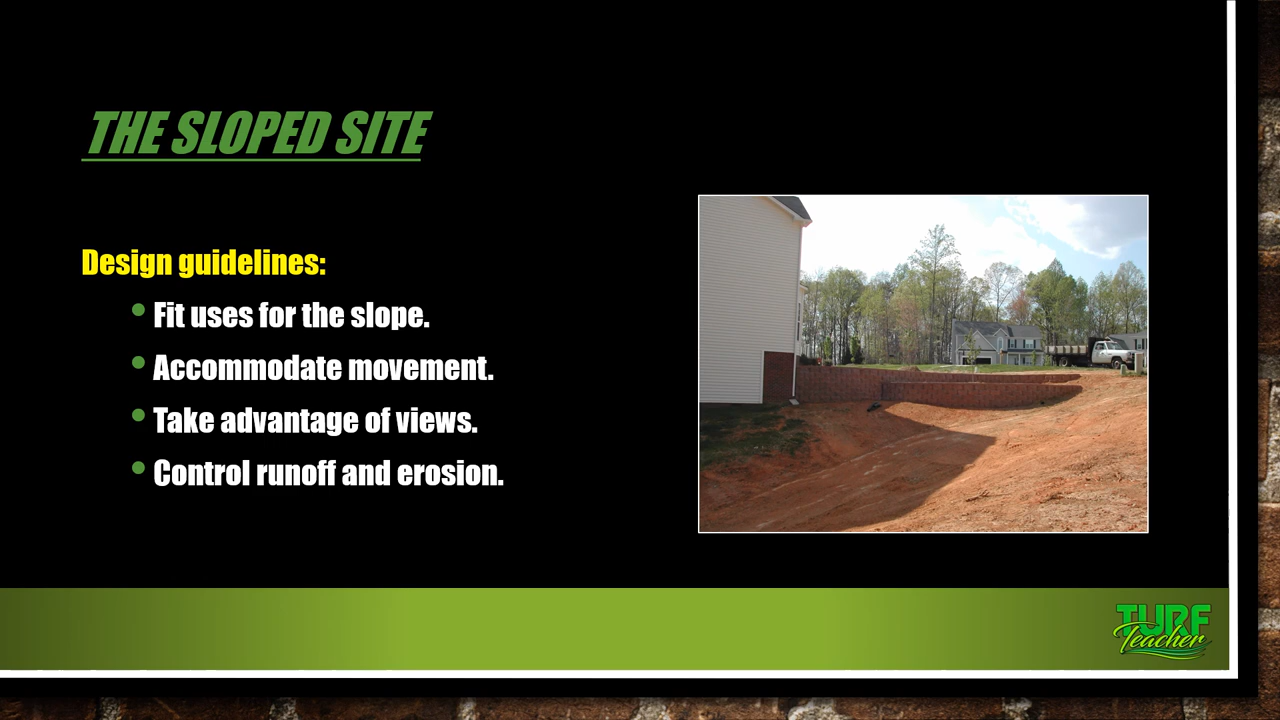 THE SLOPED SITE
Design guidelines:
Fit uses for the slope.
Accommodate movement.
Take advantage of views.
Control runoff and erosion.
TURF
Teacher